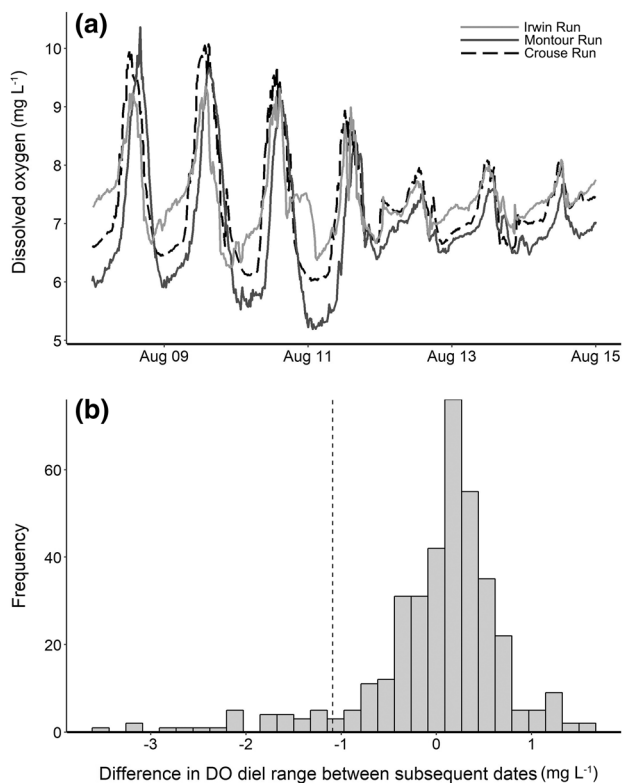 (a)
Irwin Run
Montour Run
Crouse Run
Dissolved oxygen (mg L⁻¹)
10
9
8
7
6
5
Aug 09 Aug 11 Aug 13 Aug 15
(b)
Frequency
60
40
20
0
-3 -2 -1 0 1
Difference in DO diel range between subsequent dates (mg L⁻¹)